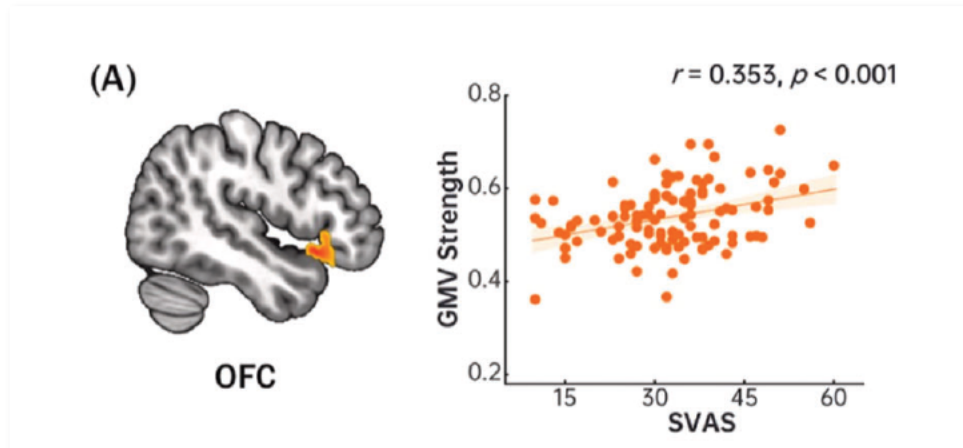 (A)
OFC
r = 0.353, p < 0.001
GMV Strength
0.8
0.6
0.4
0.2
15 30 45 60
SVAS